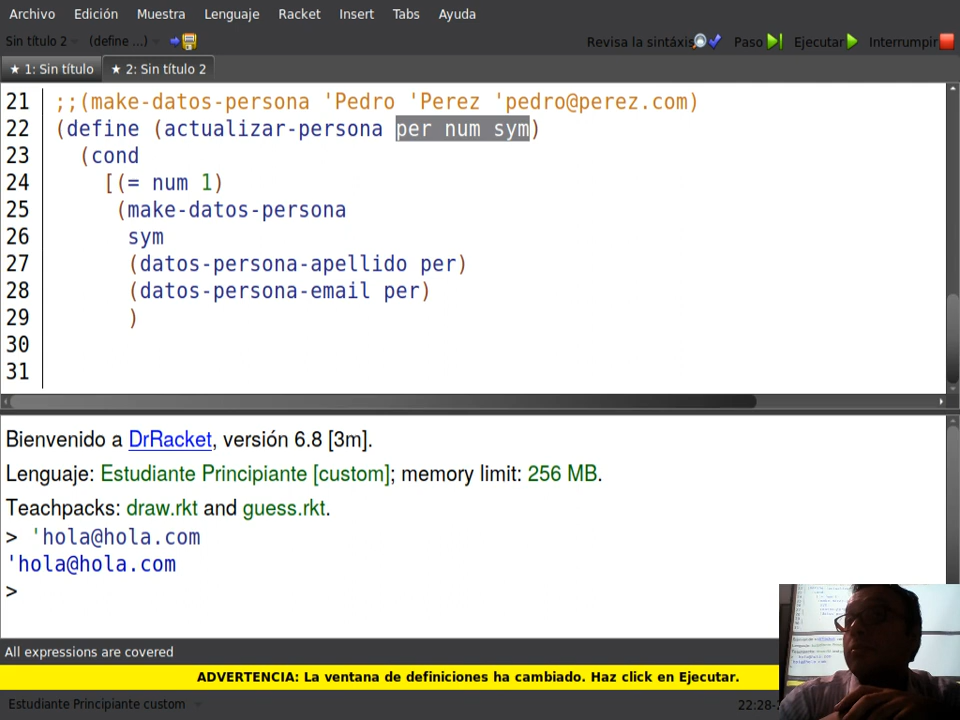 Archivo Edición Muestra Lenguaje Racket Insert Tabs Ayuda
Sin título 2 (define ...) Revisa la sintáxis Paso Ejecutar Interrumpir
★ 1: Sin título ★ 2: Sin título 2
21 ;;(make-datos-persona 'Pedro 'Perez 'pedro@perez.com)
22 (define (actualizar-persona per num sym)
23 (cond
24 [(= num 1)
25 (make-datos-persona
26 sym
27 (datos-persona-apellido per)
28 (datos-persona-email per)
29 )
30
31
Bienvenido a DrRacket, versión 6.8 [3m].
Lenguaje: Estudiante Principiante [custom]; memory limit: 256 MB.
Teachpacks: draw.rkt and guess.rkt.
> 'hola@hola.com
'hola@hola.com
>
All expressions are covered
ADVERTENCIA: La ventana de definiciones ha cambiado. Haz click en Ejecutar.
Estudiante Principiante custom 22:28-